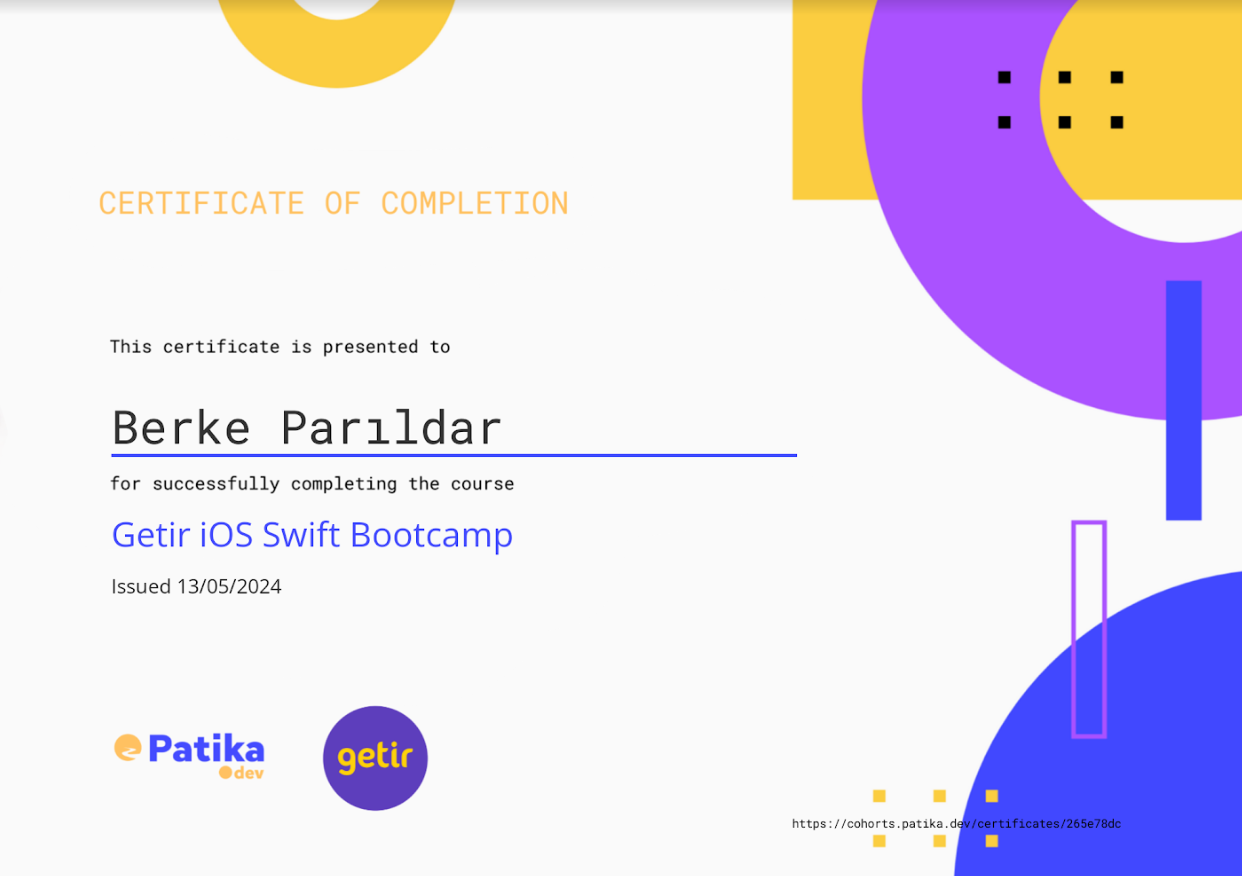 CERTIFICATE OF COMPLETION
This certificate is presented to
Berke Parıldar
for successfully completing the course
Getir iOS Swift Bootcamp
Issued 13/05/2024
Patika
dev
getir
https://cohorts.patika.dev/certificates/265e78dc